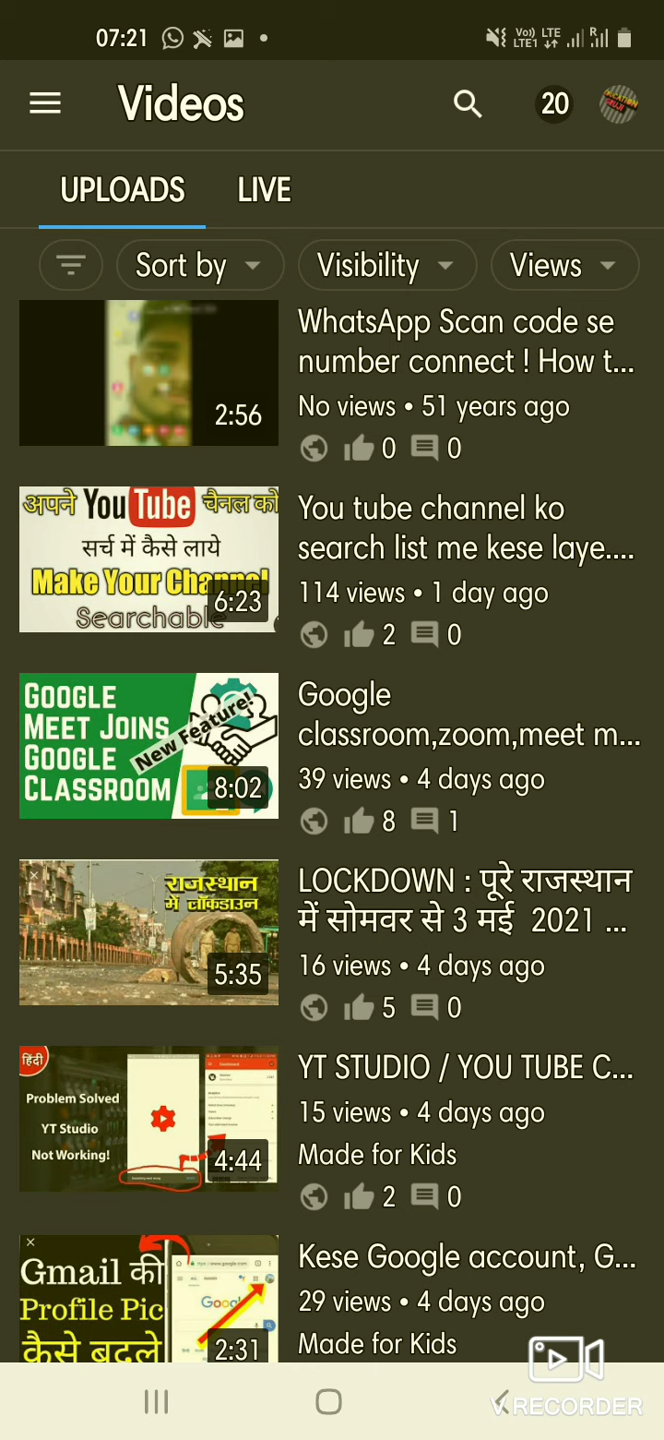 07:21
Vo)) LTE R
LTE1
Videos
20
UPLOADS LIVE
Sort by Visibility Views
WhatsApp Scan code se
number connect ! How t...
2:56
No views • 51 years ago
0 0
अपने YouTube चैनल को
सर्च में कैसे लाये
Make Your Channel
Searchable
6:23
You tube channel ko
search list me kese laye....
114 views • 1 day ago
2 0
GOOGLE
MEET JOINS
GOOGLE
CLASSROOM
New Feature!
8:02
Google
classroom,zoom,meet m...
39 views • 4 days ago
8 1
राजस्थान
में लॉकडाउन
5:35
LOCKDOWN : पूरे राजस्थान
में सोमवर से 3 मई 2021 ...
16 views • 4 days ago
5 0
हिंदी
Problem Solved
YT Studio
Not Working!
4:44
YT STUDIO / YOU TUBE C...
15 views • 4 days ago
Made for Kids
2 0
Gmail की
Profile Pic
कैसे बदले
2:31
Kese Google account, G...
29 views • 4 days ago
Made for Kids
V RECORDER